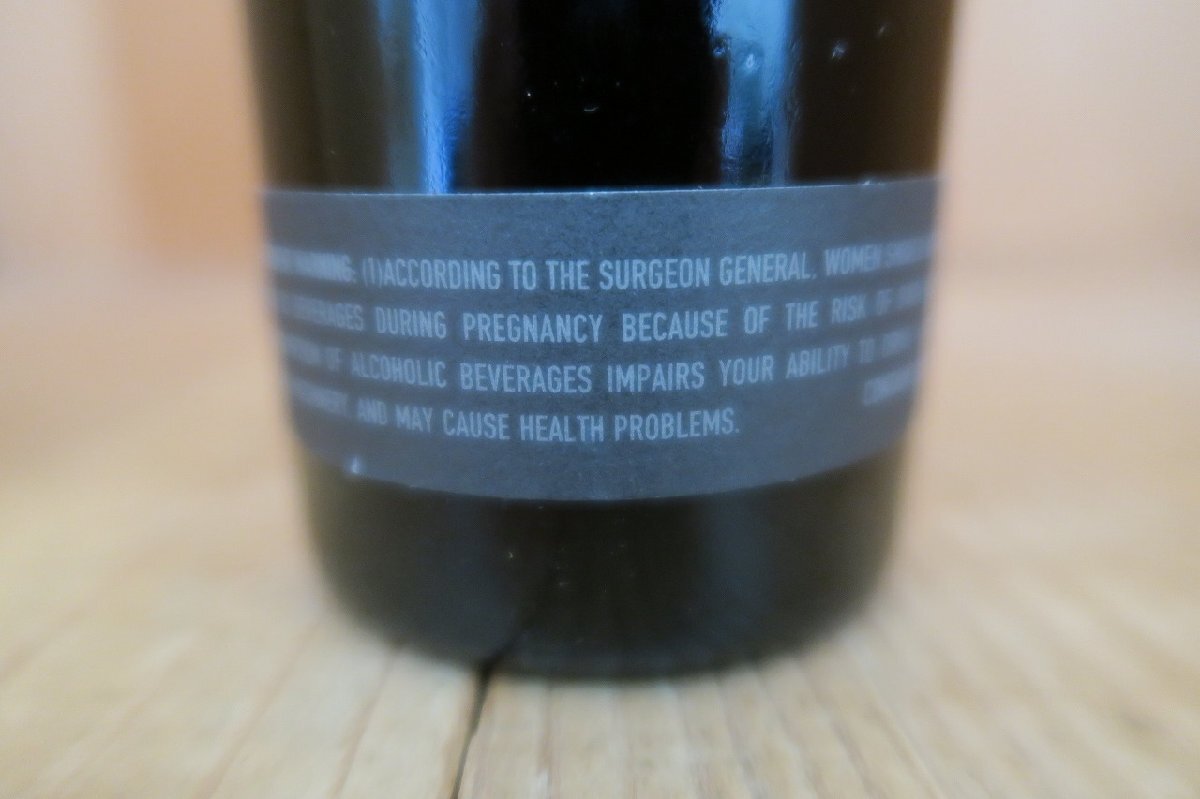 WARNING: (1)ACCORDING TO THE SURGEON GENERAL, WOMEN
BEVERAGES DURING PREGNANCY BECAUSE OF THE RISK OF
OF ALCOHOLIC BEVERAGES IMPAIRS YOUR ABILITY TO
AND MAY CAUSE HEALTH PROBLEMS.